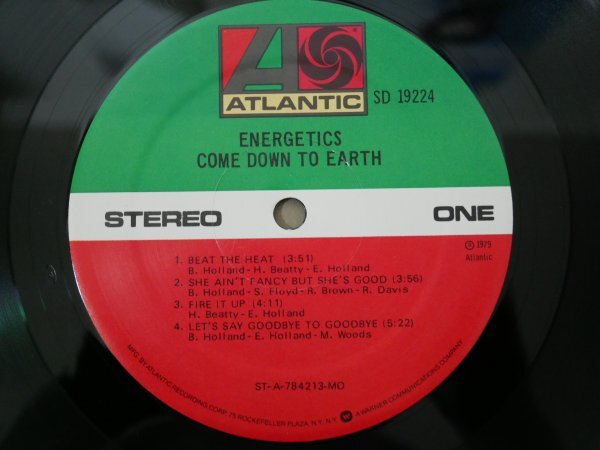 ATLANTIC
SD 19224
ENERGETICS
COME DOWN TO EARTH
STEREO
ONE
℗ 1979
Atlantic
1. BEAT THE HEAT (3:51)
B. Holland-H. Beatty-E. Holland
2. SHE AIN'T FANCY BUT SHE'S GOOD (3:56)
B. Holland-S. Floyd-R. Brown-R. Davis
3. FIRE IT UP (4:11)
H. Beatty-E. Holland
4. LET'S SAY GOODBYE TO GOODBYE (5:22)
B. Holland-E. Holland-M. Woods
ST-A-784213-MO
MFG. BY ATLANTIC RECORDING CORP., 75 ROCKEFELLER PLAZA, N.Y., N.Y. A WARNER COMMUNICATIONS COMPANY